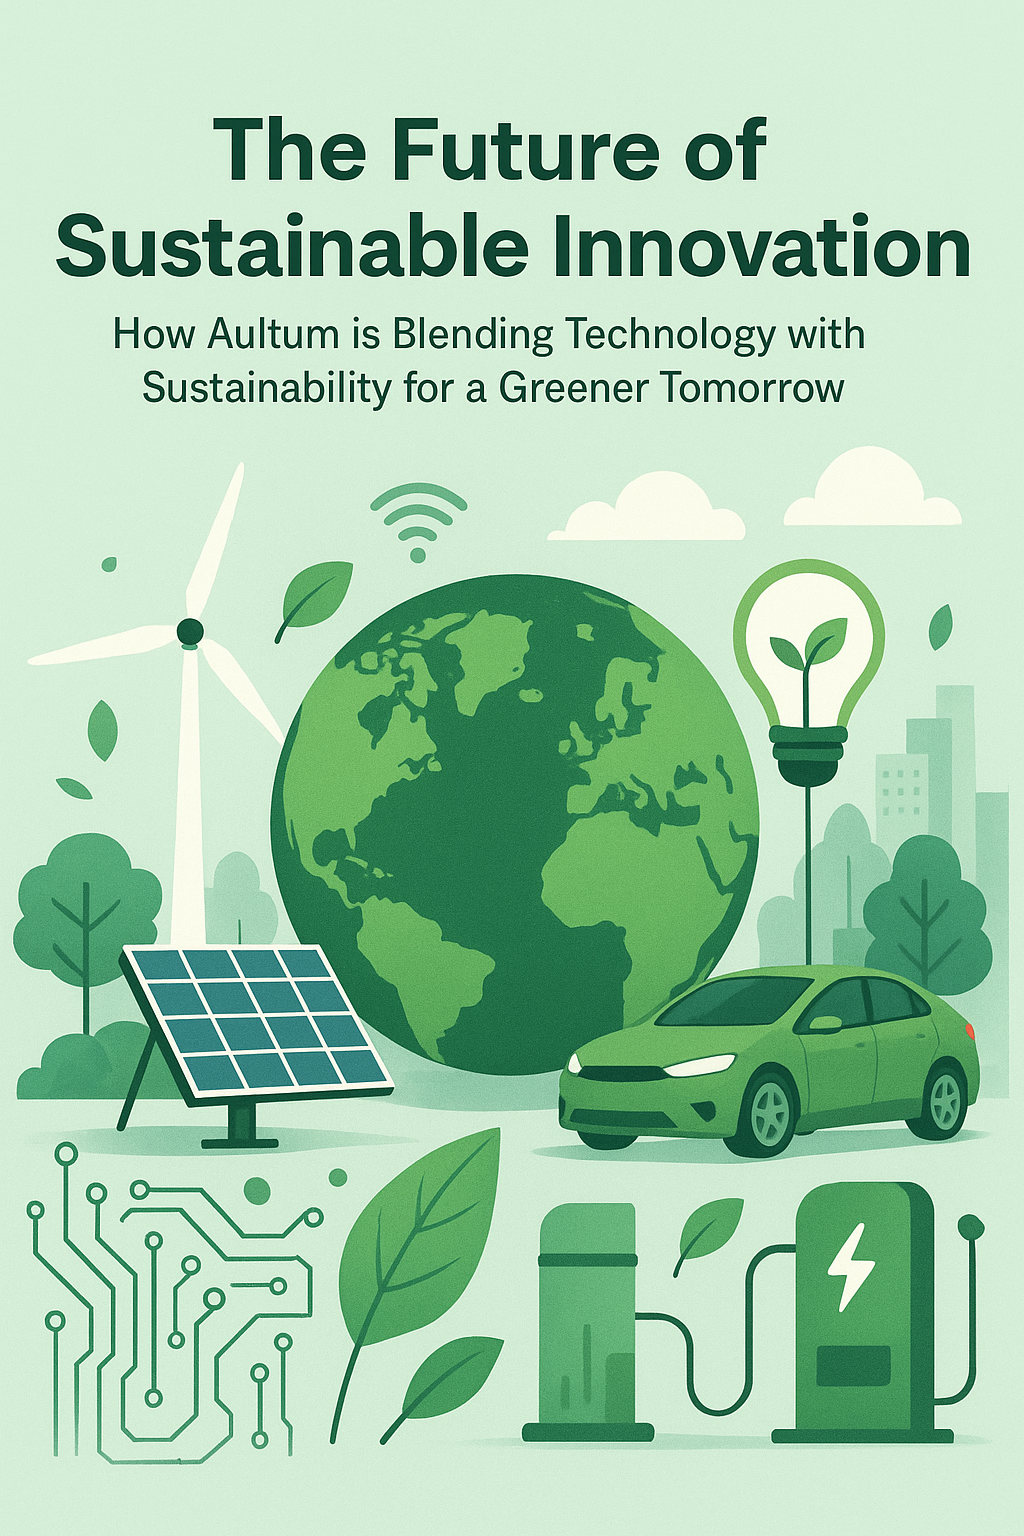 The Future of
Sustainable Innovation
How Aultum is Blending Technology with
Sustainability for a Greener Tomorrow